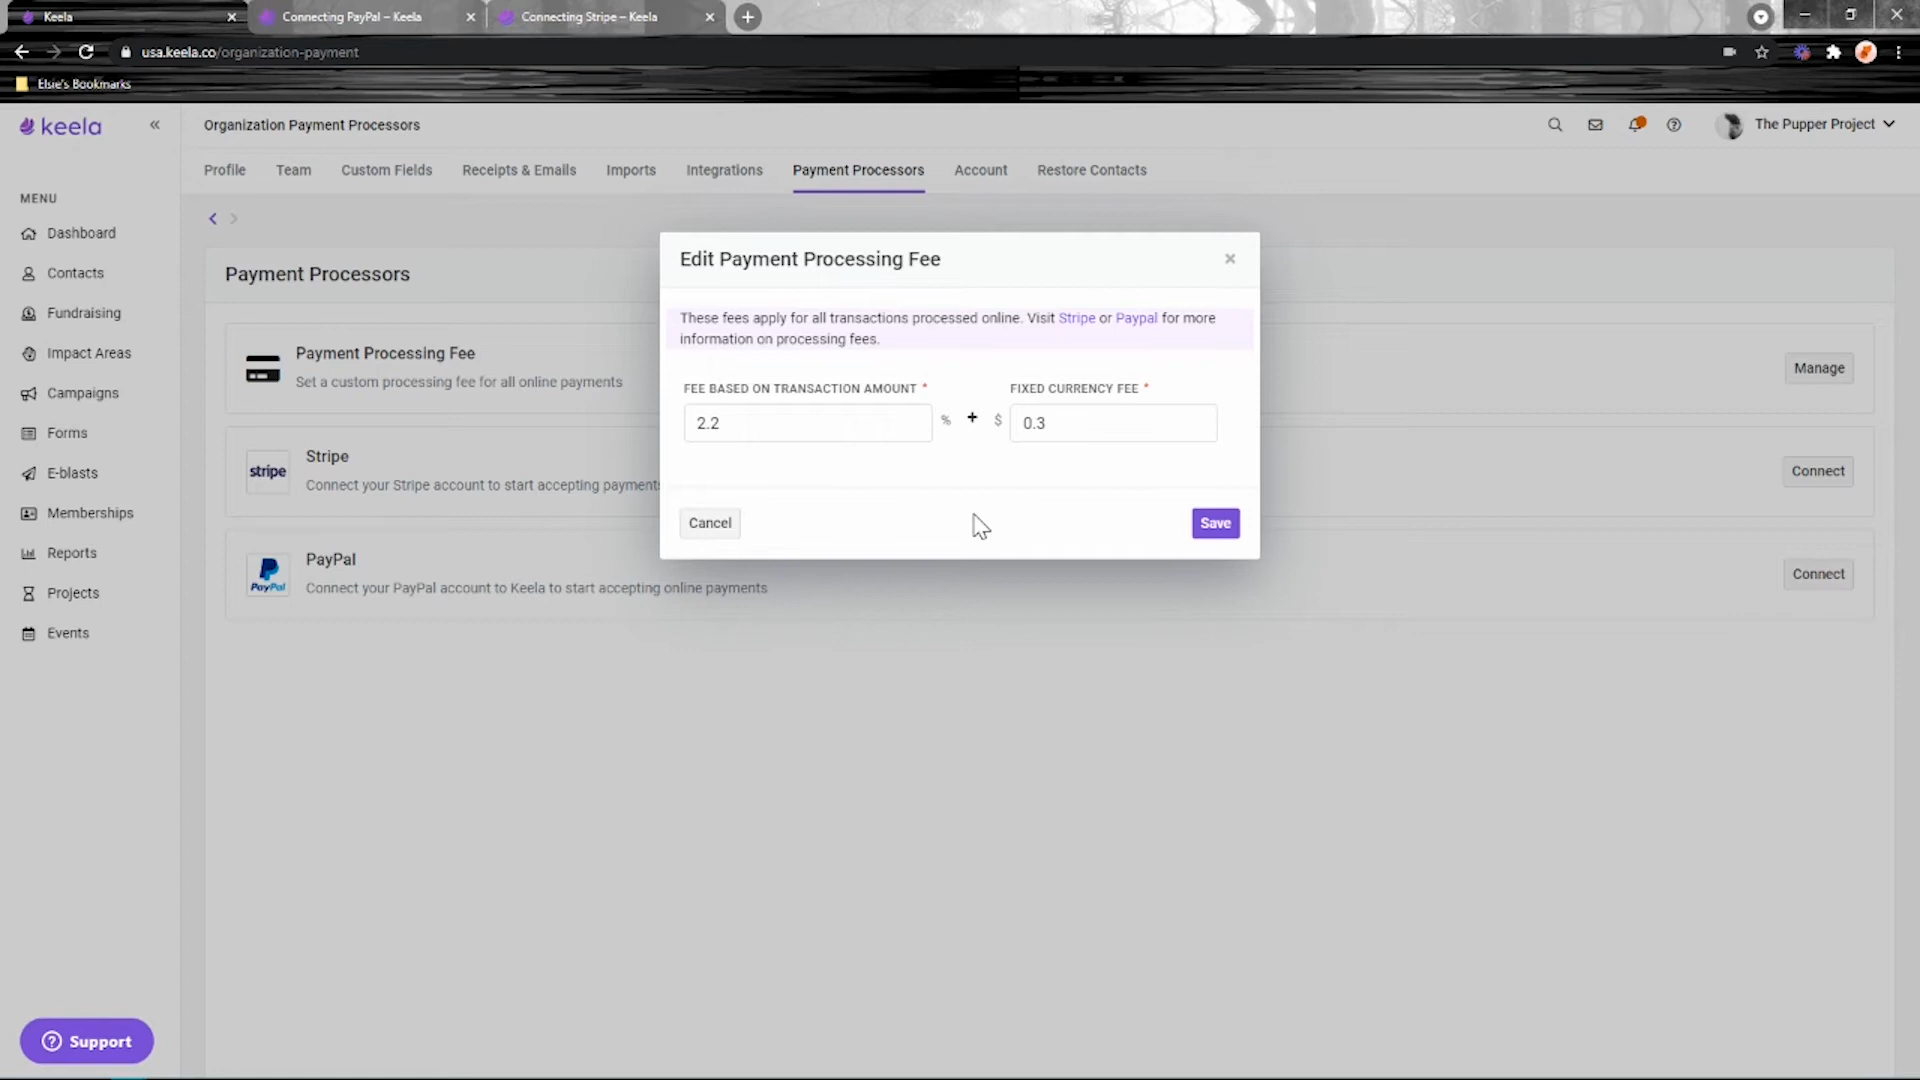 Keela
Connecting PayPal – Keela
Connecting Stripe – Keela
usa.keela.co/organization-payment
Elsie's Bookmarks
keela
Organization Payment Processors
The Pupper Project
Profile
Team
Custom Fields
Receipts & Emails
Imports
Integrations
Payment Processors
Account
Restore Contacts
MENU
Dashboard
Contacts
Fundraising
Impact Areas
Campaigns
Forms
E-blasts
Memberships
Reports
Projects
Events
Support
Payment Processors
Payment Processing Fee
Set a custom processing fee for all online payments
Manage
stripe
Stripe
Connect your Stripe account to start accepting payments
Connect
PayPal
PayPal
Connect your PayPal account to Keela to start accepting online payments
Connect
Edit Payment Processing Fee
These fees apply for all transactions processed online. Visit Stripe or Paypal for more
information on processing fees.
FEE BASED ON TRANSACTION AMOUNT *
FIXED CURRENCY FEE *
2.2 % + $ 0.3
Cancel
Save